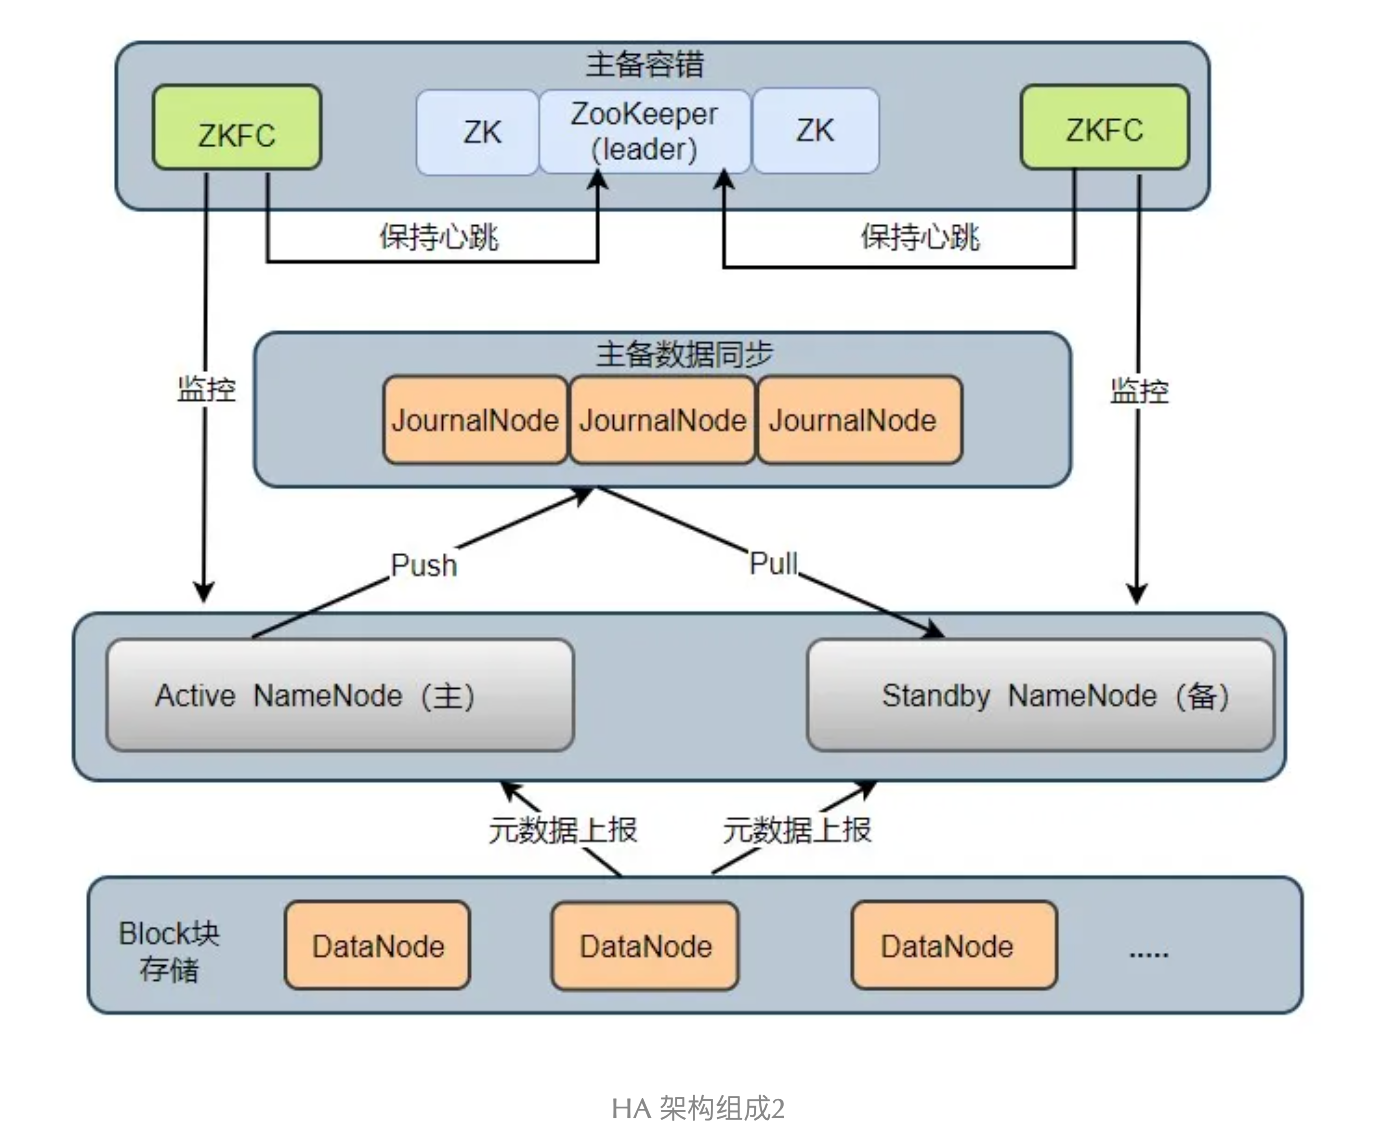 主备容错
ZKFC
ZK
ZooKeeper
（leader）
ZK
ZKFC
保持心跳
保持心跳
监控
监控
主备数据同步
JournalNode
JournalNode
JournalNode
Push
Pull
Active NameNode（主）
Standby NameNode（备）
元数据上报
元数据上报
Block块
存储
DataNode
DataNode
DataNode
.....
HA 架构组成2